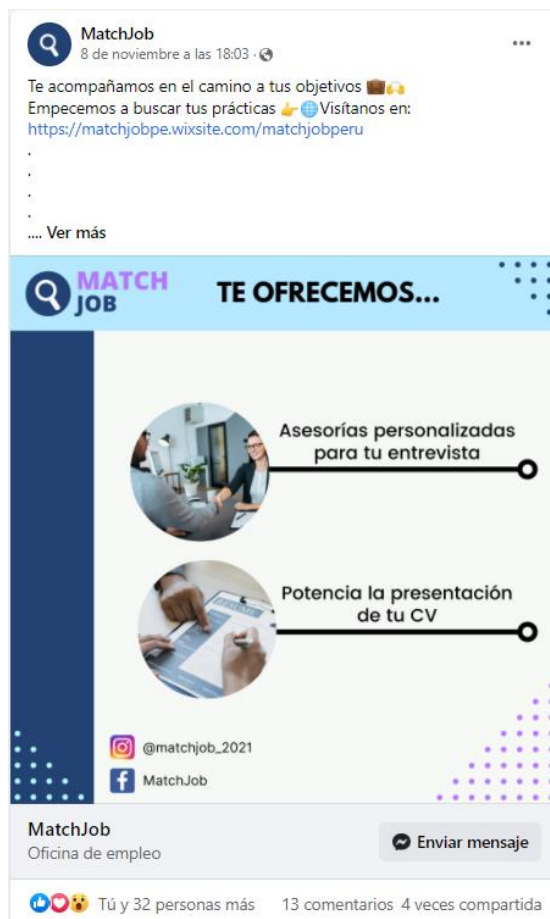 MatchJob
8 de noviembre a las 18:03 ·
Te acompañamos en el camino a tus objetivos 💼🙌
Empecemos a buscar tus prácticas 👉🌐Visítanos en:
https://matchjobpe.wixsite.com/matchjobperu
.
.
.
.
.... Ver más
MATCH
JOB
TE OFRECEMOS...
Asesorías personalizadas
para tu entrevista
RESUME
Potencia la presentación
de tu CV
@matchjob_2021
MatchJob
MatchJob
Oficina de empleo
Enviar mensaje
Tú y 32 personas más 13 comentarios 4 veces compartida